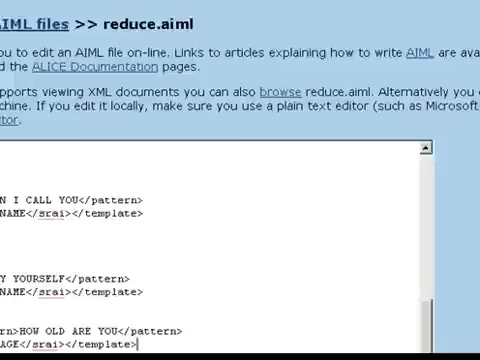 AIML files >> reduce.aiml
ou to edit an AIML file on-line. Links to articles explaining how to write AIML are ava
d the ALICE Documentation pages.
pports viewing XML documents you can also browse reduce.aiml. Alternatively you
chine. If you edit it locally, make sure you use a plain text editor (such as Microsoft
tor.
N I CALL YOU</pattern>
NAME</srai></template>
Y YOURSELF</pattern>
NAME</srai></template>
rn>HOW OLD ARE YOU</pattern>
AGE</srai></template>